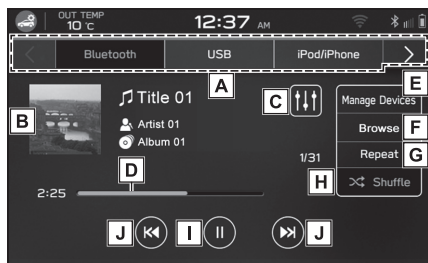 OUT TEMP
10 °C
12:37 AM
Bluetooth
USB
iPod/iPhone
A
E
B
Title 01
Artist 01
Album 01
C
Manage Devices
Browse
F
1/31
Repeat
G
D
H
Shuffle
2:25
J
I
J